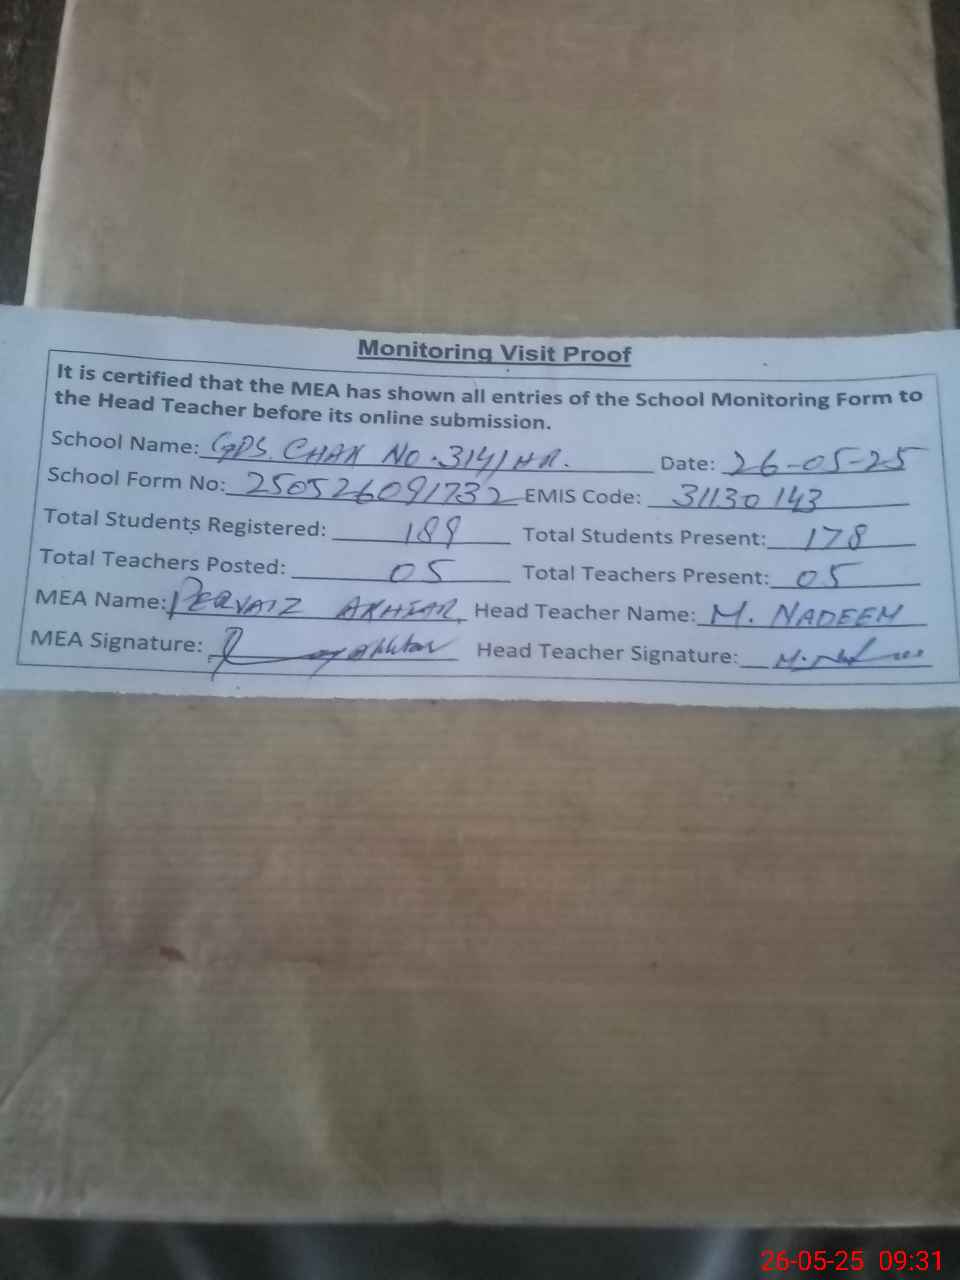 Monitoring Visit Proof
It is certified that the MEA has shown all entries of the School Monitoring Form to
the Head Teacher before its online submission.
School Name: GPS. CHAK NO. 314/HR. Date: 26-05-25
School Form No: 250526091732 EMIS Code: 31130143
Total Students Registered: 189 Total Students Present: 178
Total Teachers Posted: 05 Total Teachers Present: 05
MEA Name: PERVAIZ AKHTAR Head Teacher Name: M. NADEEM
MEA Signature: Akhtar Head Teacher Signature:
26-05-25 09:31